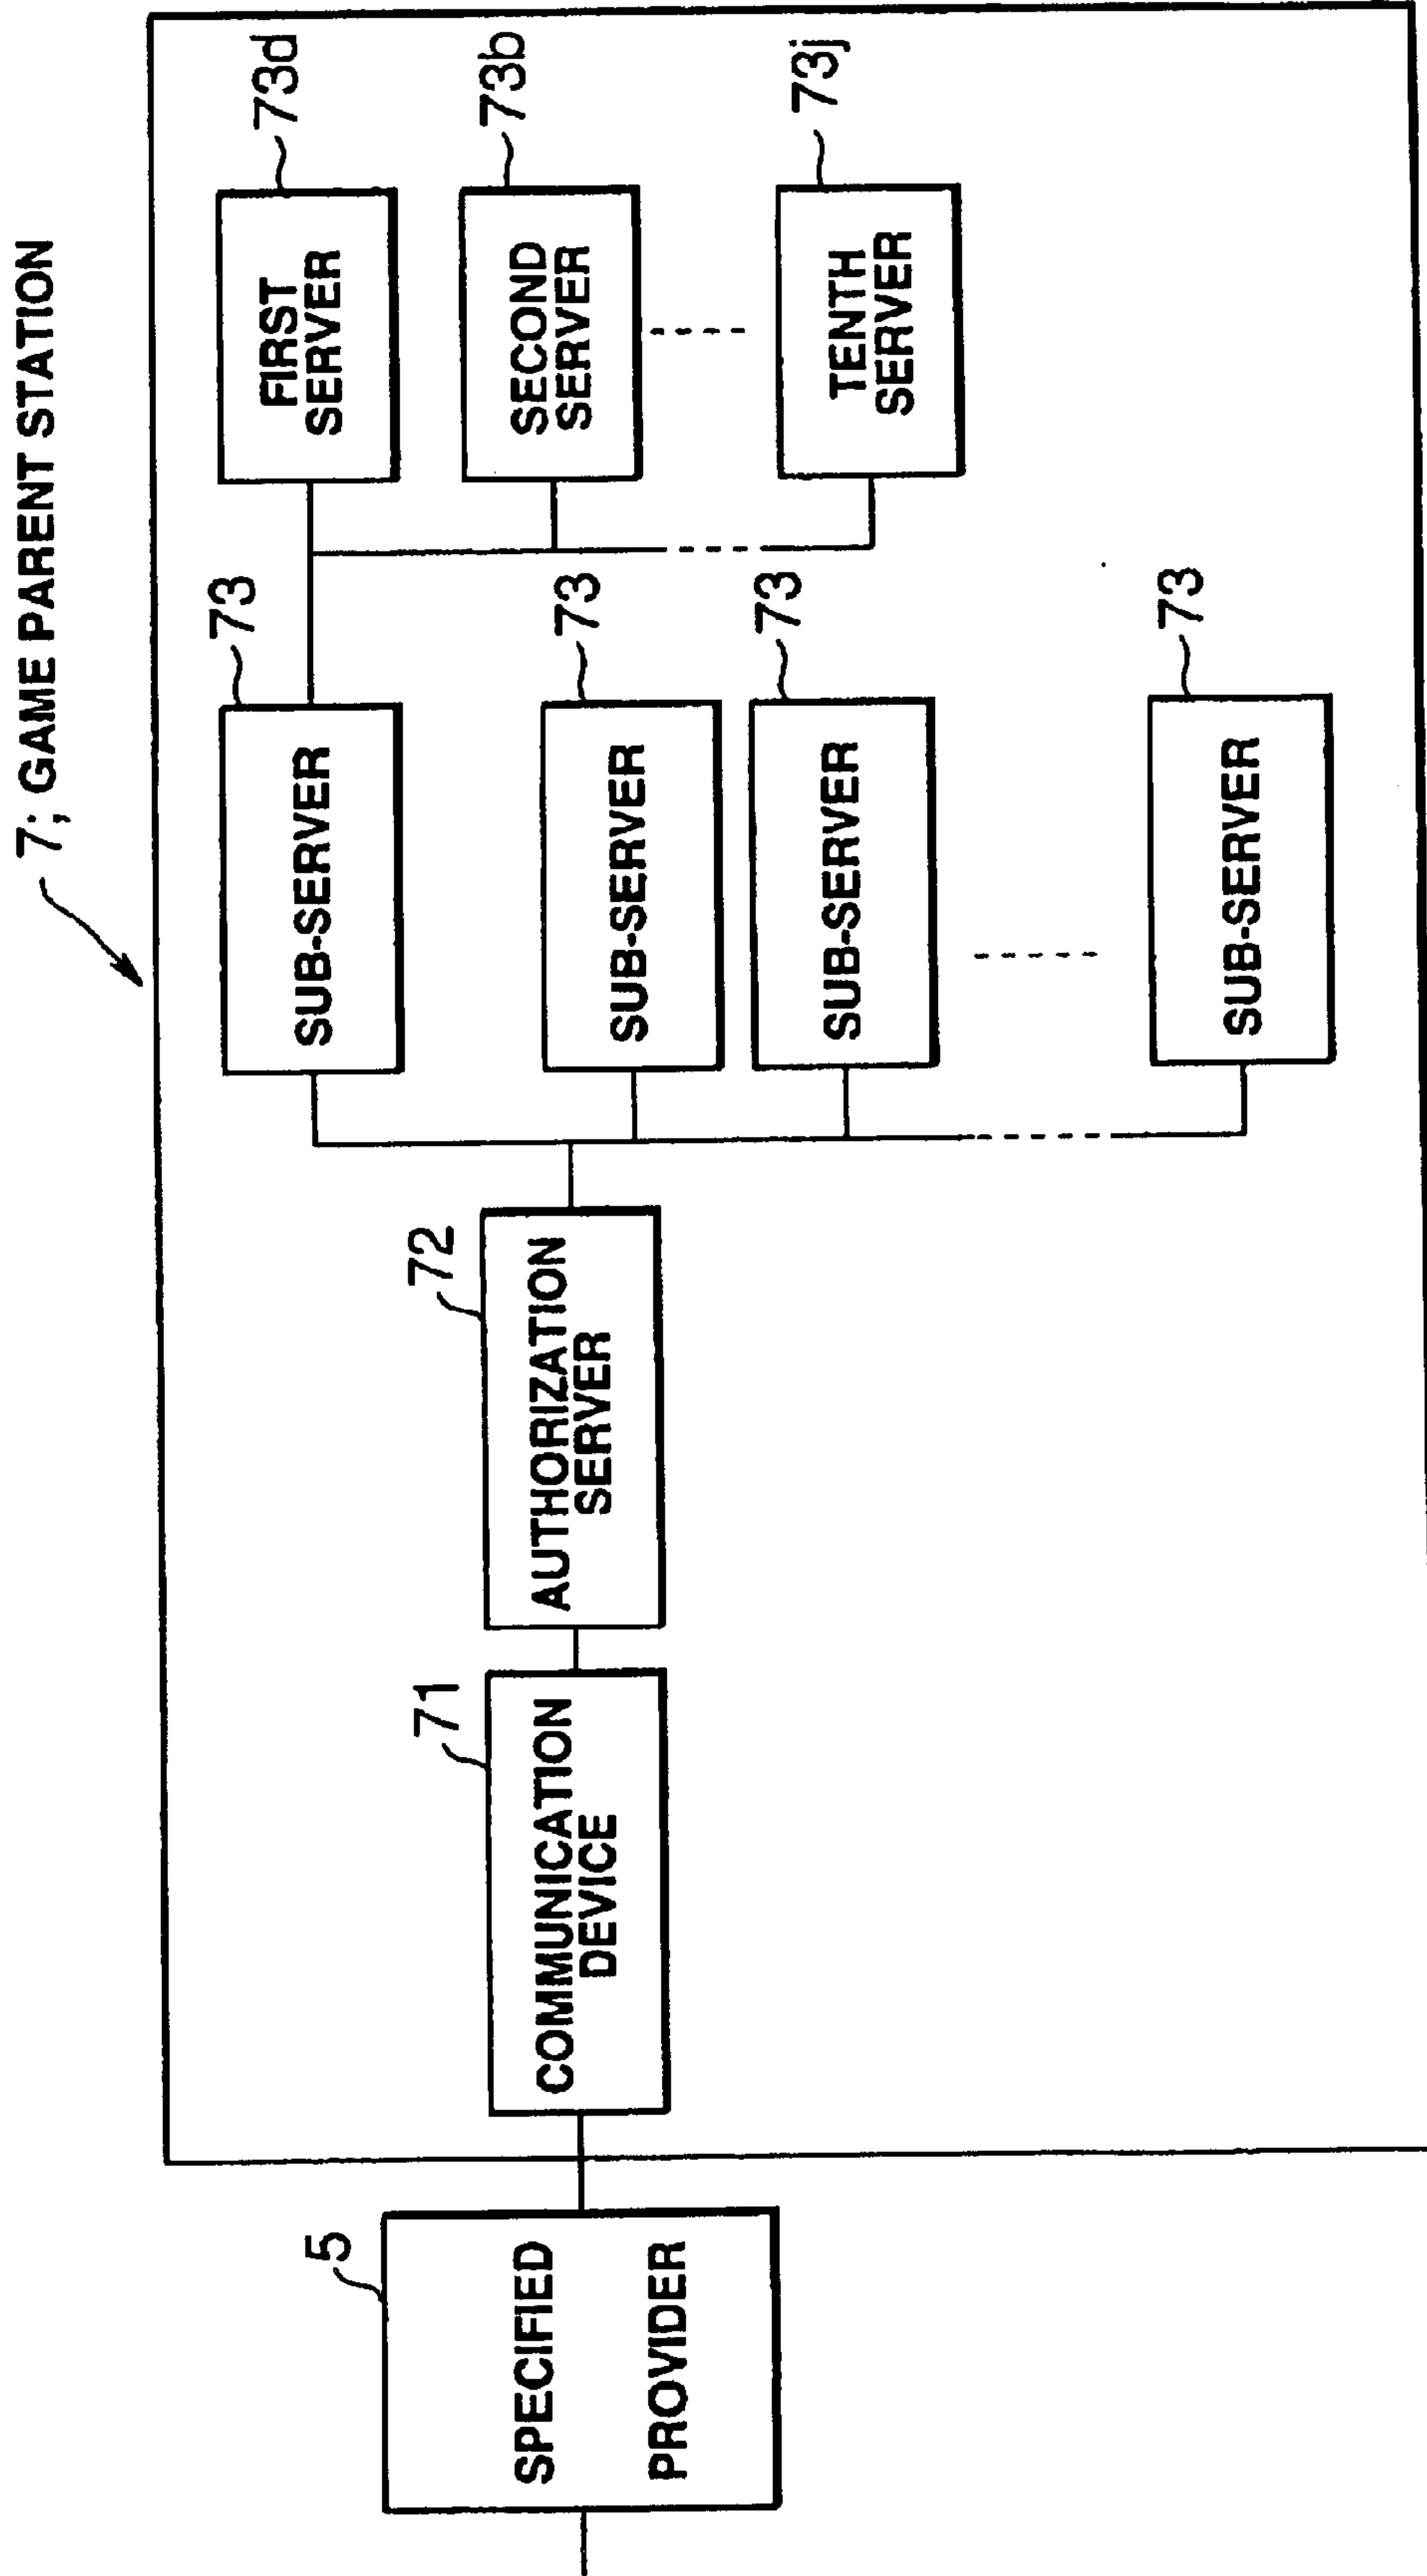 7; GAME PARENT STATION
5
SPECIFIED
PROVIDER
71
COMMUNICATION
DEVICE
72
AUTHORIZATION
SERVER
73
SUB-SERVER
73
SUB-SERVER
73
SUB-SERVER
73
SUB-SERVER
73d
FIRST
SERVER
73b
SECOND
SERVER
73j
TENTH
SERVER